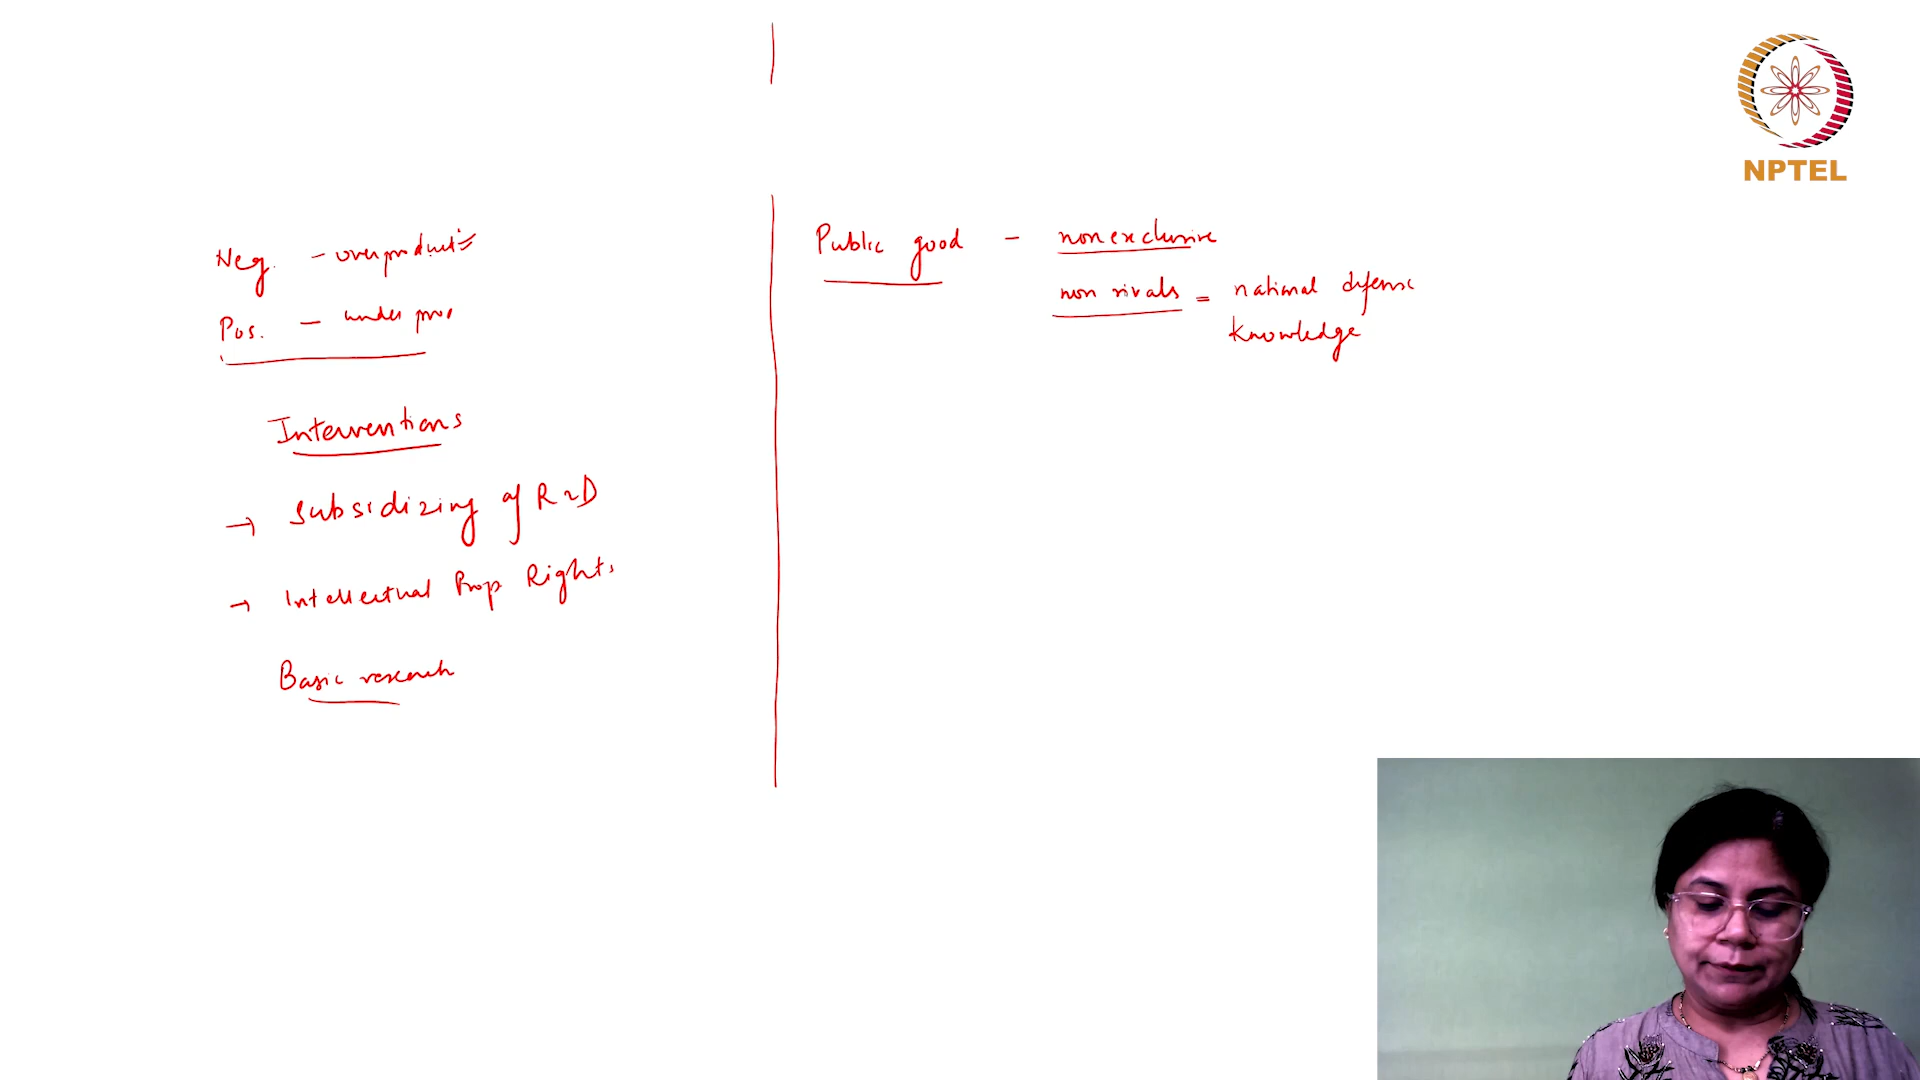 Neg. - overproductn
Pos. - under pro
Interventions
→ Subsidizing of R&D
→ Intellectual Prop Rights
Basic research
Public good - nonexclusive
non rivals = national defense
knowledge
NPTEL